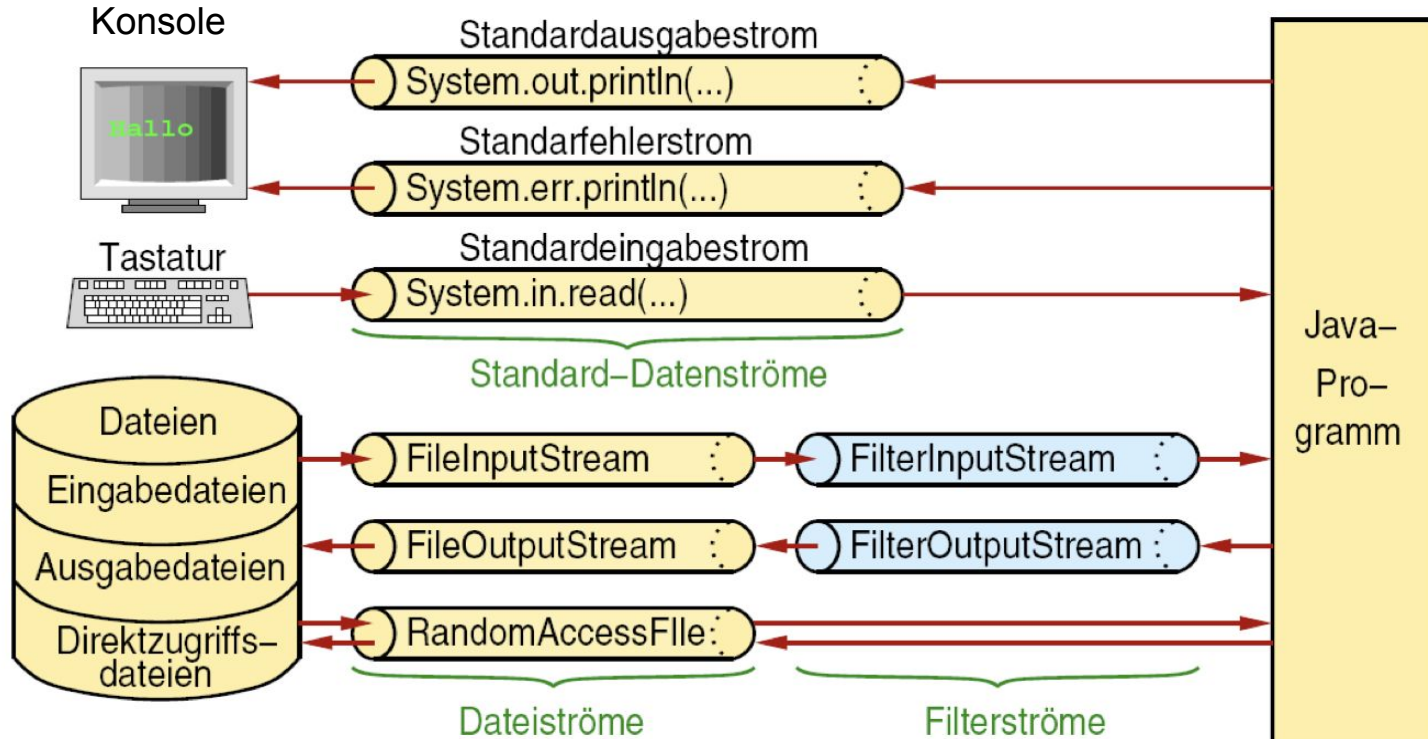 Konsole
Standardausgabestrom
Hallo
System.out.println(...)
Standarfehlerstrom
System.err.println(...)
Tastatur
Standardeingabestrom
System.in.read(...)
Standard–Datenströme
Java–
Pro–
gramm
Dateien
Eingabedateien
FileInputStream
FilterInputStream
Ausgabedateien
FileOutputStream
FilterOutputStream
Direktzugriffs–
dateien
RandomAccessFIle
Dateiströme
Filterströme